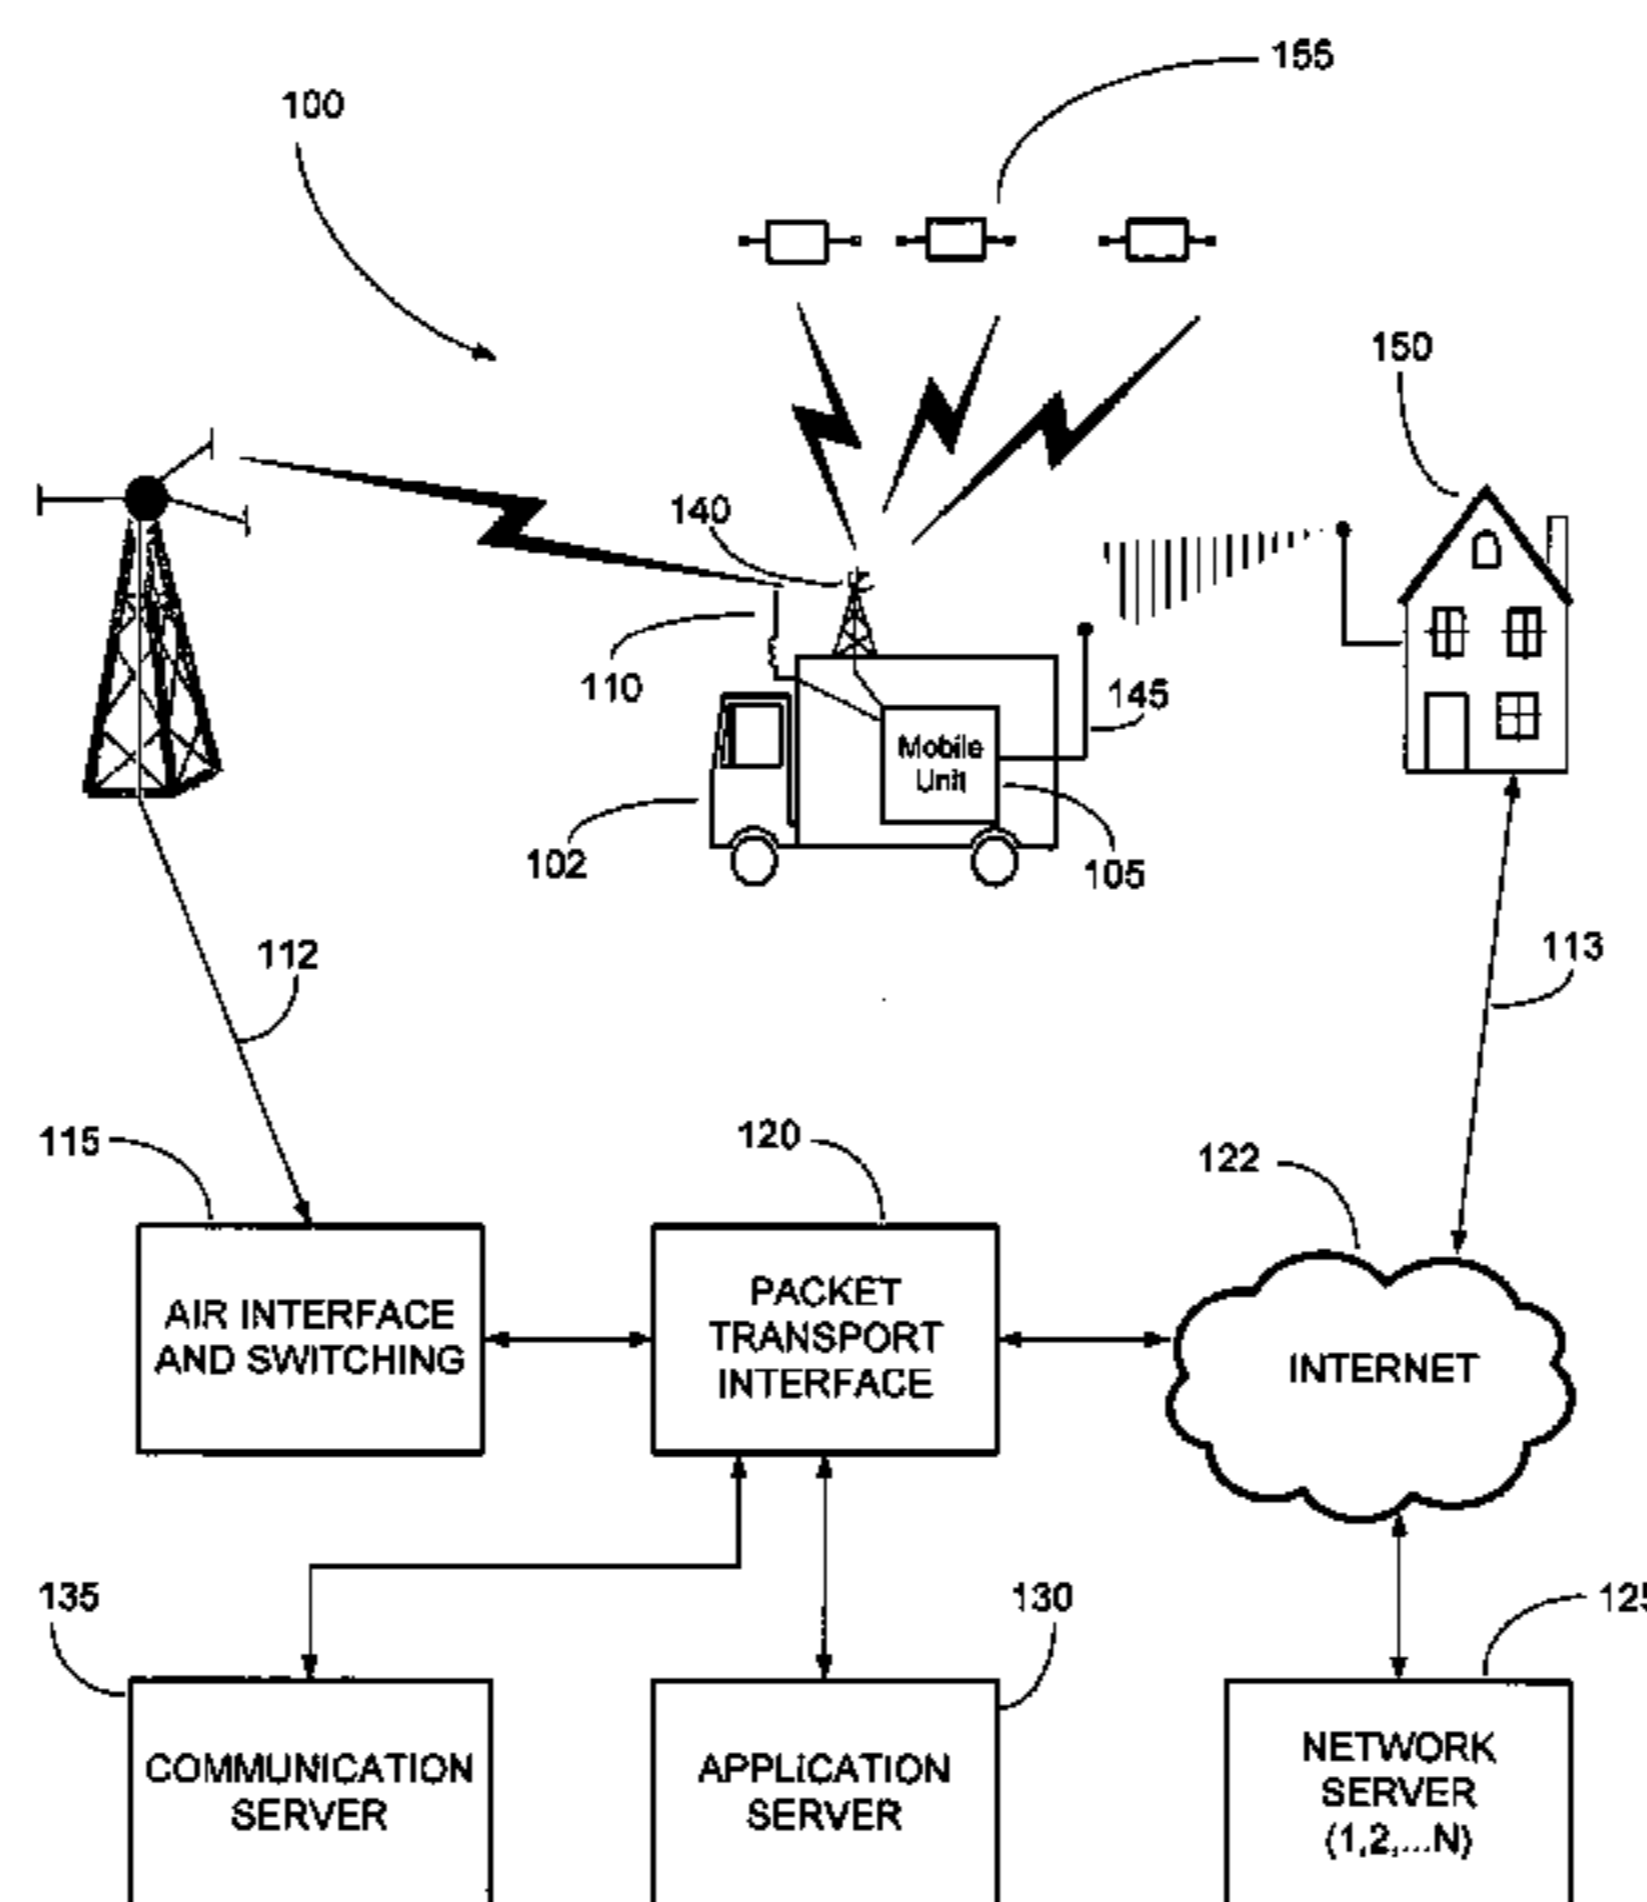 155
100
150
140
110
145
Mobile
Unit
102
105
112
113
115
120
122
AIR INTERFACE
AND SWITCHING
PACKET
TRANSPORT
INTERFACE
INTERNET
135
130
125
COMMUNICATION
SERVER
APPLICATION
SERVER
NETWORK
SERVER
(1,2,...N)